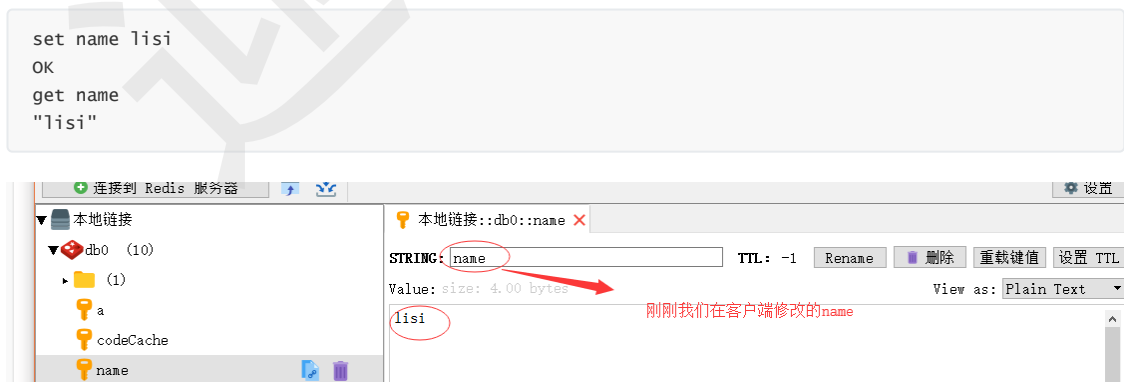 set name lisi
OK
get name
"lisi"
连接到 Redis 服务器
设置
本地链接
本地链接::db0::name
db0 (10)
STRING: name TTL: -1 Rename 删除 重载键值 设置 TTL
(1)
Value: size: 4.00 bytes View as: Plain Text
a
lisi
刚刚我们在客户端修改的name
codeCache
name